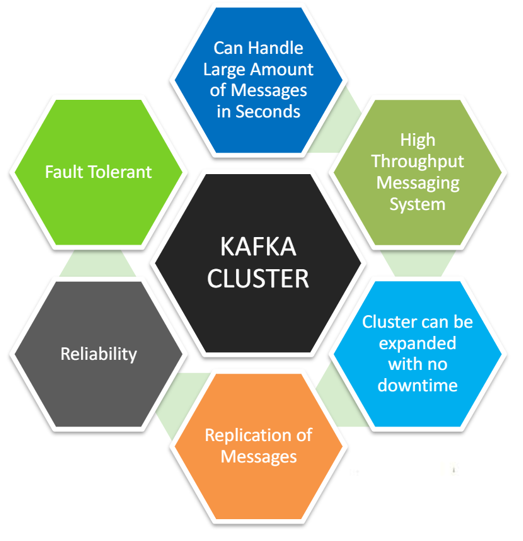 Can Handle
Large Amount
of Messages
in Seconds
Fault Tolerant
High
Throughput
Messaging
System
KAFKA
CLUSTER
Reliability
Cluster can be
expanded
with no
downtime
Replication of
Messages